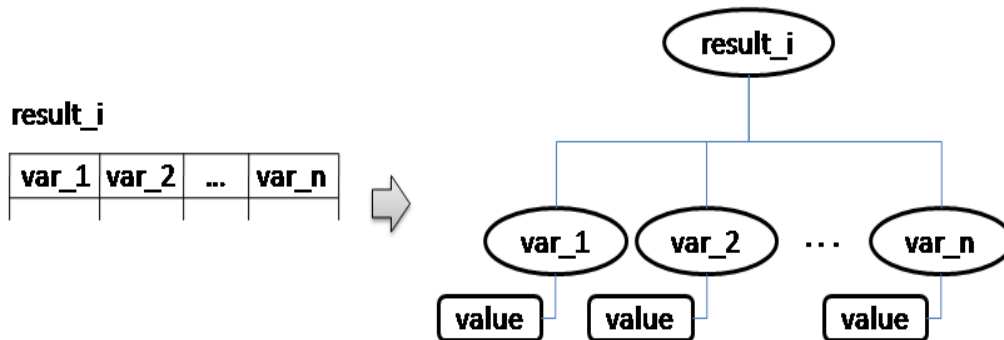 result_i
var_1 var_2 ... var_n
result_i
var_1 var_2 ... var_n
value value value